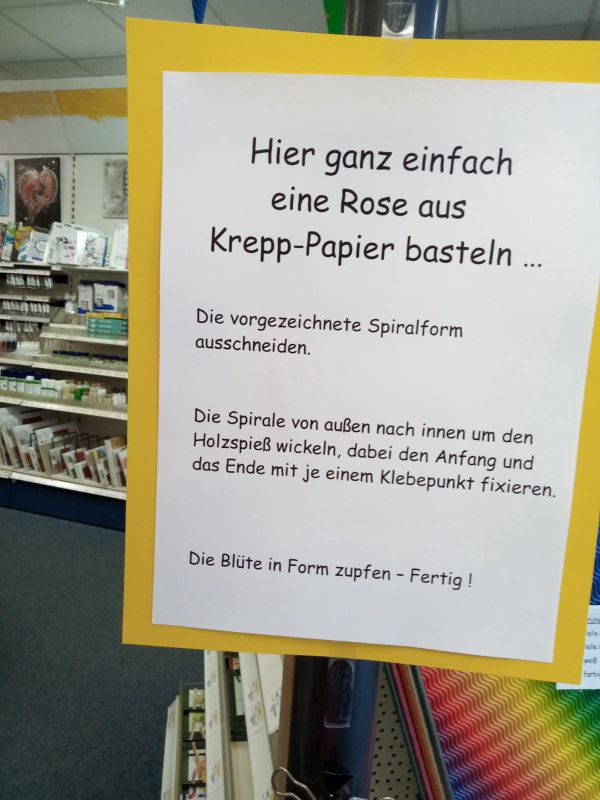 Hier ganz einfach
eine Rose aus
Krepp-Papier basteln ...
Die vorgezeichnete Spiralform
ausschneiden.
Die Spirale von außen nach innen um den
Holzspieß wickeln, dabei den Anfang und
das Ende mit je einem Klebepunkt fixieren.
Die Blüte in Form zupfen – Fertig !